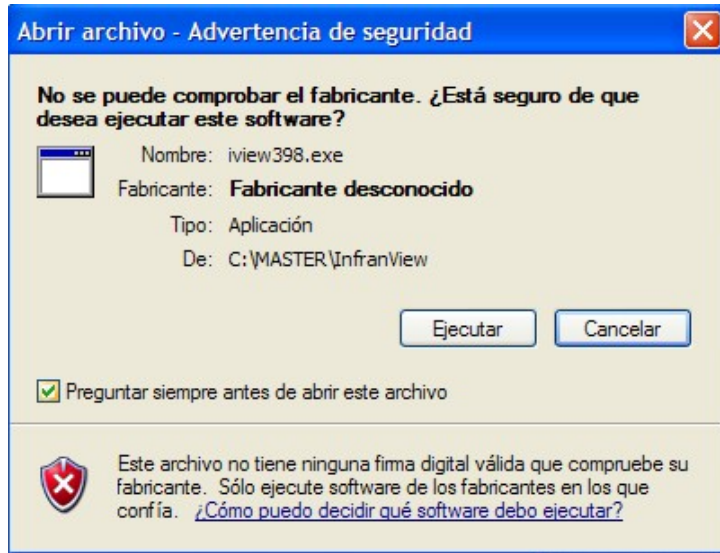 Abrir archivo - Advertencia de seguridad
No se puede comprobar el fabricante. ¿Está seguro de que
desea ejecutar este software?
Nombre: iview398.exe
Fabricante: Fabricante desconocido
Tipo: Aplicación
De: C:\MASTER\InfranView
Ejecutar Cancelar
Preguntar siempre antes de abrir este archivo
Este archivo no tiene ninguna firma digital válida que compruebe su
fabricante. Sólo ejecute software de los fabricantes en los que
confía. ¿Cómo puedo decidir qué software debo ejecutar?